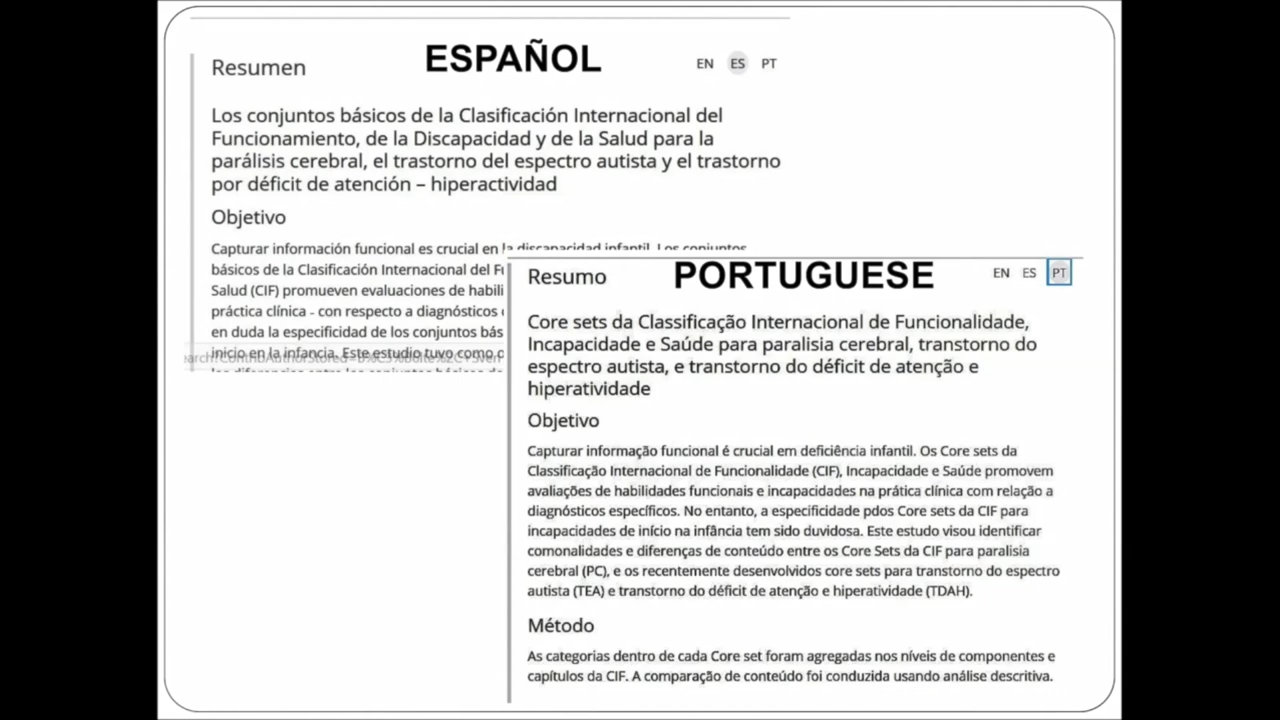 Resumen
ESPAÑOL
EN ES PT
Los conjuntos básicos de la Clasificación Internacional del
Funcionamiento, de la Discapacidad y de la Salud para la
parálisis cerebral, el trastorno del espectro autista y el trastorno
por déficit de atención – hiperactividad
Objetivo
Capturar información funcional es crucial en la discapacidad infantil. Los conjuntos
básicos de la Clasificación Internacional del
Salud (CIF) promueven evaluaciones de
práctica clínica - con respecto a diagnósticos
en duda la especificidad de los conjuntos
inicio en la infancia. Este estudio tuvo como
Resumo
PORTUGUESE
EN ES PT
Core sets da Classificação Internacional de Funcionalidade,
Incapacidade e Saúde para paralisia cerebral, transtorno do
espectro autista, e transtorno do déficit de atenção e
hiperatividade
Objetivo
Capturar informação funcional é crucial em deficiência infantil. Os Core sets da
Classificação Internacional de Funcionalidade (CIF), Incapacidade e Saúde promovem
avaliações de habilidades funcionais e incapacidades na prática clínica com relação a
diagnósticos específicos. No entanto, a especificidade pdos Core sets da CIF para
incapacidades de início na infância tem sido duvidosa. Este estudo visou identificar
comonalidades e diferenças de conteúdo entre os Core Sets da CIF para paralisia
cerebral (PC), e os recentemente desenvolvidos core sets para transtorno do espectro
autista (TEA) e transtorno do déficit de atenção e hiperatividade (TDAH).
Método
As categorias dentro de cada Core set foram agregadas nos níveis de componentes e
capítulos da CIF. A comparação de conteúdo foi conduzida usando análise descritiva.